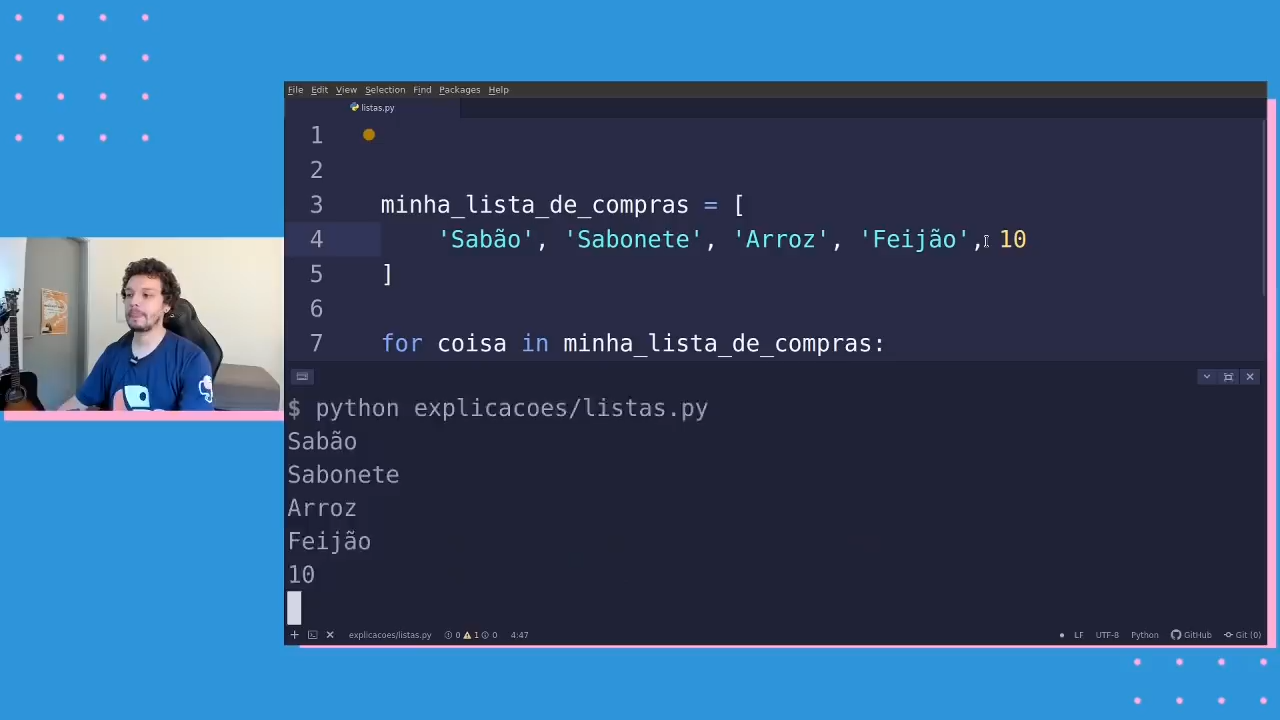 File Edit View Selection Find Packages Help
listas.py
1
2
3 minha_lista_de_compras = [
4 'Sabão', 'Sabonete', 'Arroz', 'Feijão', 10
5 ]
6
7 for coisa in minha_lista_de_compras:
$ python explicacoes/listas.py
Sabão
Sabonete
Arroz
Feijão
10
explicacoes/listas.py 0 1 0 4:47 LF UTF-8 Python GitHub Git (0)